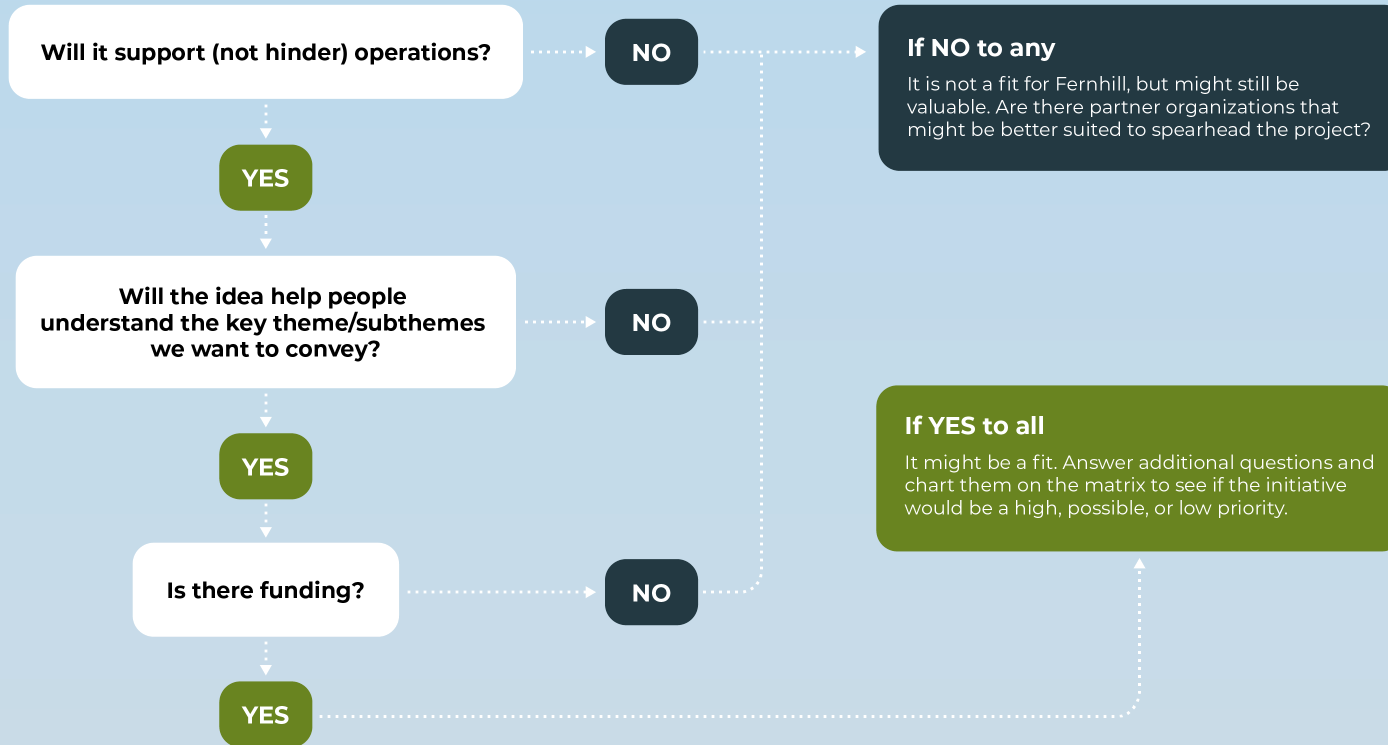 Will it support (not hinder) operations?
NO
If NO to any
It is not a fit for Fernhill, but might still be
valuable. Are there partner organizations that
might be better suited to spearhead the project?
YES
Will the idea help people
understand the key theme/subthemes
we want to convey?
NO
If YES to all
It might be a fit. Answer additional questions and
chart them on the matrix to see if the initiative
would be a high, possible, or low priority.
YES
Is there funding?
NO
YES